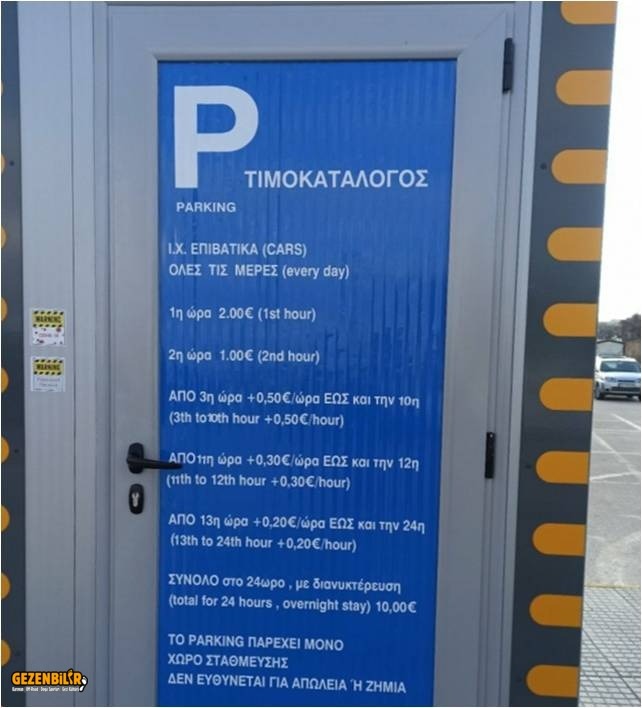 P
ΤΙΜΟΚΑΤΑΛΟΓΟΣ
PARKING
Ι.Χ. ΕΠΙΒΑΤΙΚΑ (CARS)
ΟΛΕΣ ΤΙΣ ΜΕΡΕΣ (every day)
1η ώρα 2.00€ (1st hour)
2η ώρα 1.00€ (2nd hour)
ΑΠΟ 3η ώρα +0,50€/ώρα ΕΩΣ και την 10η
(3th to10th hour +0,50€/hour)
ΑΠΟ 11η ώρα +0,30€/ώρα ΕΩΣ και την 12η
(11th to 12th hour +0,30€/hour)
ΑΠΟ 13η ώρα +0,20€/ώρα ΕΩΣ και την 24η
(13th to 24th hour +0,20€/hour)
ΣΥΝΟΛΟ στο 24ωρο , με διανυκτέρευση
(total for 24 hours , overnight stay) 10,00€
ΤΟ PARKING ΠΑΡΕΧΕΙ ΜΟΝΟ
ΧΩΡΟ ΣΤΑΘΜΕΥΣΗΣ
ΔΕΝ ΕΥΘΥΝΕΤΑΙ ΓΙΑ ΑΠΩΛΕΙΑ Ή ΖΗΜΙΑ
WARNING
WARNING
GEZENBİLİR